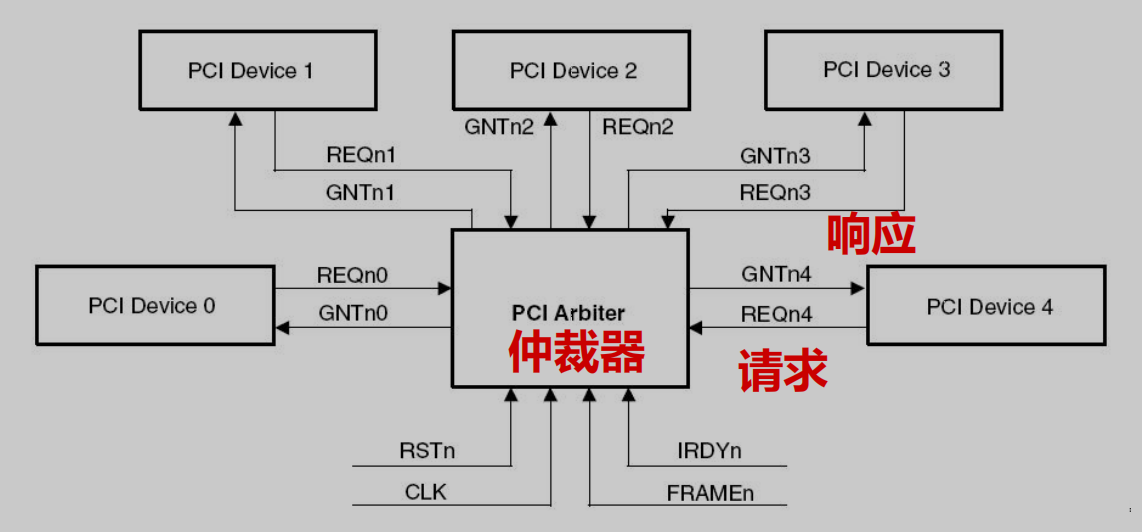 PCI Device 1
PCI Device 2
PCI Device 3
GNTn2
REQn2
REQn1
GNTn3
GNTn1
REQn3
响应
REQn0
GNTn4
PCI Device 0
GNTn0
PCI Arbiter
REQn4
PCI Device 4
仲裁器
请求
RSTn
IRDYn
CLK
FRAMEn